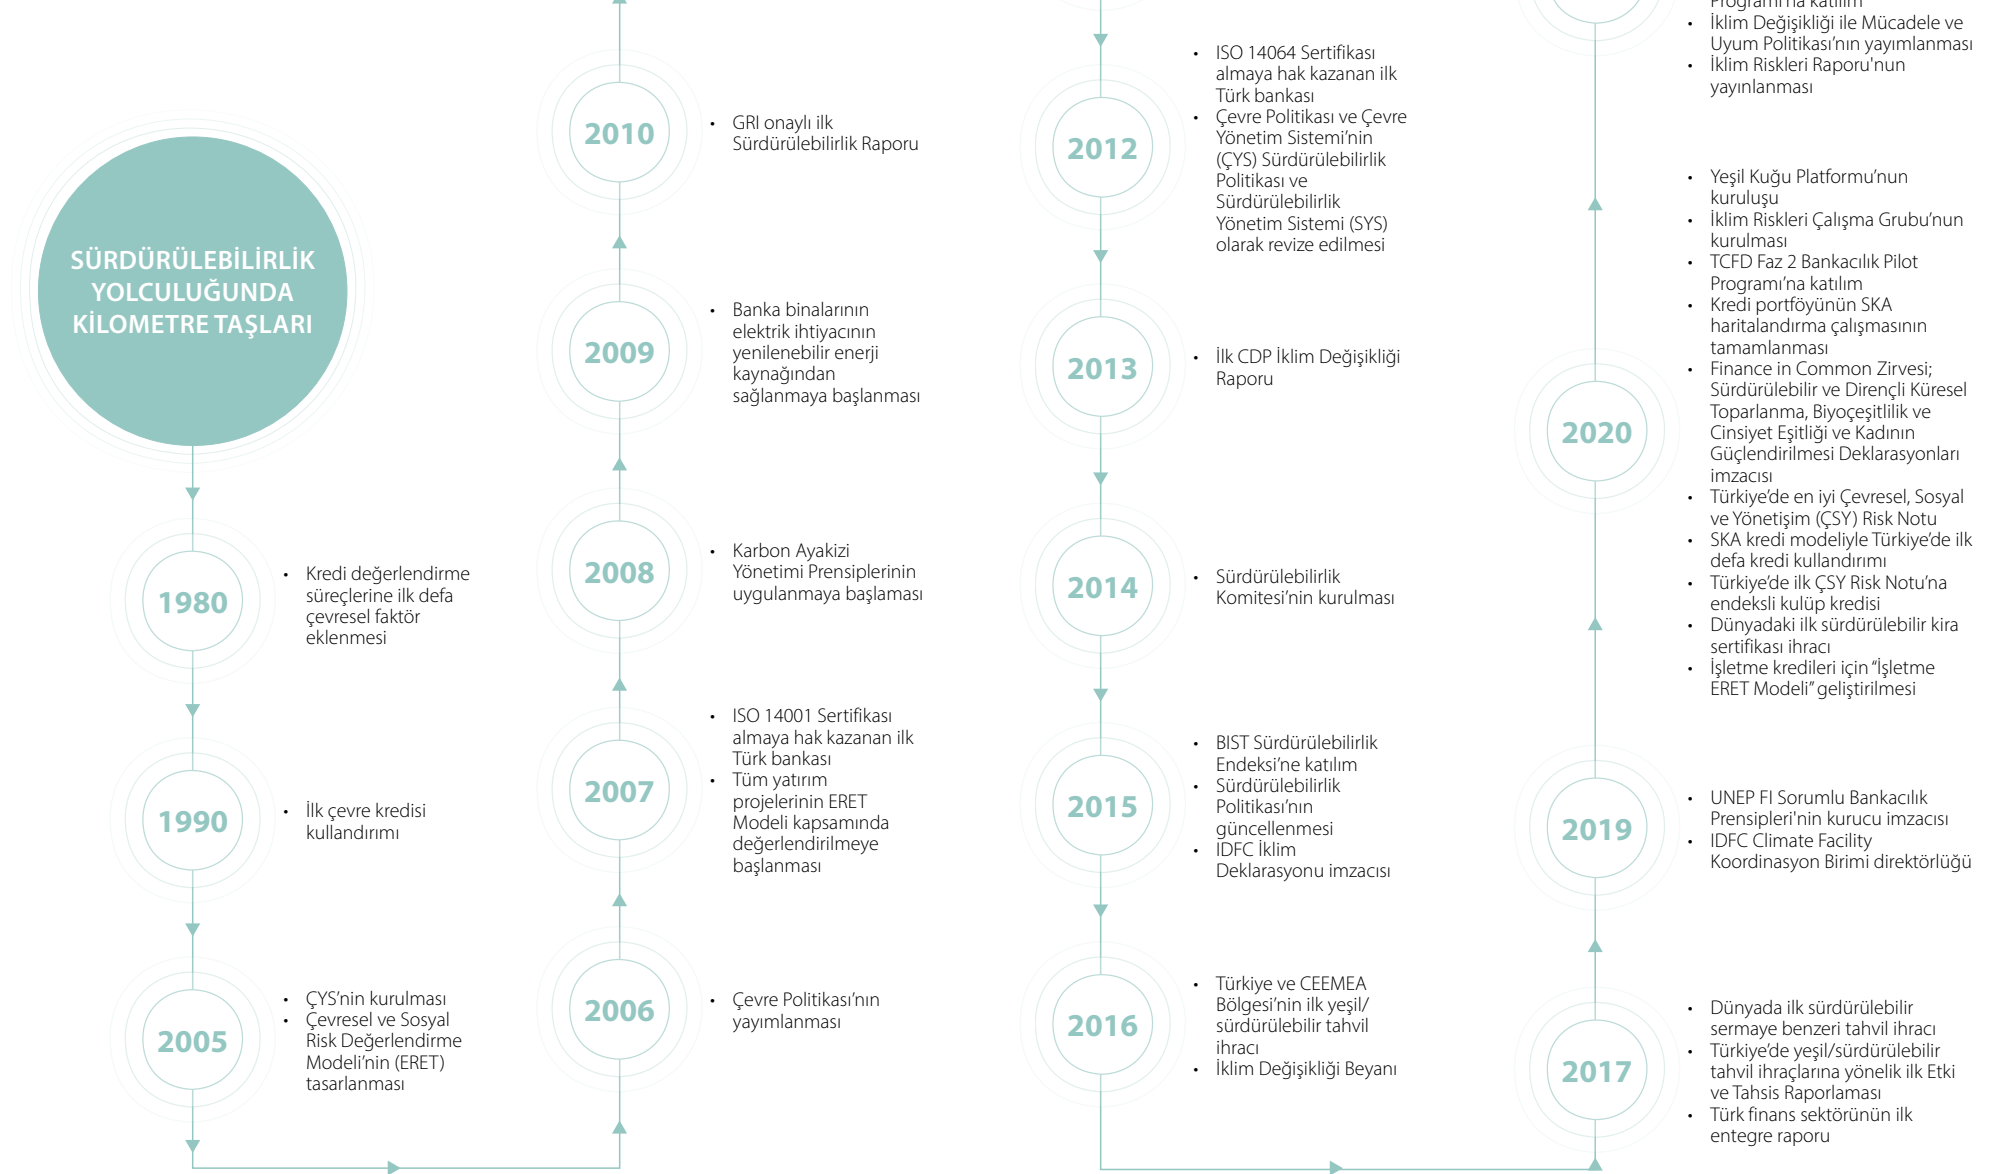 SÜRDÜRÜLEBİLİRLİK
YOLCULUĞUNDA
KİLOMETRE TAŞLARI
1980
• Kredi değerlendirme
süreçlerine ilk defa
çevresel faktör
eklenmesi
1990
• İlk çevre kredisi
kullandırımı
2005
• ÇYS’nin kurulması
• Çevresel ve Sosyal
Risk Değerlendirme
Modeli’nin (ERET)
tasarlanması
2006
• Çevre Politikası’nın
yayımlanması
2007
• ISO 14001 Sertifikası
almaya hak kazanan ilk
Türk bankası
• Tüm yatırım
projelerinin ERET
Modeli kapsamında
değerlendirilmeye
başlanması
2008
• Karbon Ayakizi
Yönetimi Prensiplerinin
uygulanmaya başlaması
2009
• Banka binalarının
elektrik ihtiyacının
yenilenebilir enerji
kaynağından
sağlanmaya başlanması
2010
• GRI onaylı ilk
Sürdürülebilirlik Raporu
2012
• ISO 14064 Sertifikası
almaya hak kazanan ilk
Türk bankası
• Çevre Politikası ve Çevre
Yönetim Sistemi’nin
(ÇYS) Sürdürülebilirlik
Politikası ve
Sürdürülebilirlik
Yönetim Sistemi (SYS)
olarak revize edilmesi
2013
• İlk CDP İklim Değişikliği
Raporu
2014
• Sürdürülebilirlik
Komitesi’nin kurulması
2015
• BIST Sürdürülebilirlik
Endeksi’ne katılım
• Sürdürülebilirlik
Politikası’nın
güncellenmesi
• IDFC İklim
Deklarasyonu imzacısı
2016
• Türkiye ve CEEMEA
Bölgesi’nin ilk yeşil/
sürdürülebilir tahvil
ihracı
• İklim Değişikliği Beyanı
2017
• Dünyada ilk sürdürülebilir
sermaye benzeri tahvil ihracı
• Türkiye’de yeşil/sürdürülebilir
tahvil ihraçlarına yönelik ilk Etki
ve Tahsis Raporlaması
• Türk finans sektörünün ilk
entegre raporu
2019
• UNEP FI Sorumlu Bankacılık
Prensipleri'nin kurucu imzacısı
• IDFC Climate Facility
Koordinasyon Birimi direktörlüğü
2020
• Yeşil Kuğu Platformu’nun
kuruluşu
• İklim Riskleri Çalışma Grubu’nun
kurulması
• TCFD Faz 2 Bankacılık Pilot
Programı’na katılım
• Kredi portföyünün SKA
haritalandırma çalışmasının
tamamlanması
• Finance in Common Zirvesi;
Sürdürülebilir ve Dirençli Küresel
Toparlanma, Biyoçeşitlilik ve
Cinsiyet Eşitliği ve Kadının
Güçlendirilmesi Deklarasyonları
imzacısı
• Türkiye’de en iyi Çevresel, Sosyal
ve Yönetişim (ÇSY) Risk Notu
• SKA kredi modeliyle Türkiye’de ilk
defa kredi kullandırımı
• Türkiye’de ilk ÇSY Risk Notu’na
endeksli kulüp kredisi
• Dünyadaki ilk sürdürülebilir kira
sertifikası ihracı
• İşletme kredileri için “İşletme
ERET Modeli” geliştirilmesi
Programı’na katılım
• İklim Değişikliği ile Mücadele ve
Uyum Politikası’nın yayımlanması
• İklim Riskleri Raporu'nun
yayınlanması